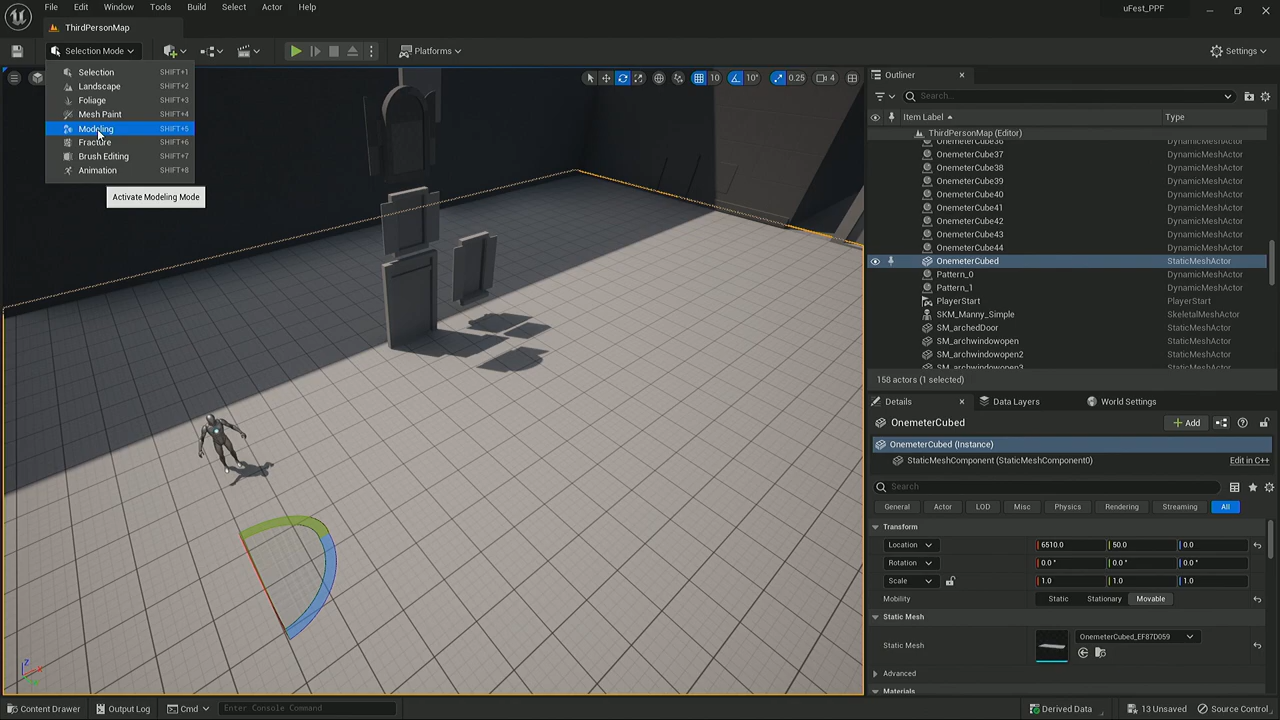 File Edit Window Tools Build Select Actor Help
uFest_PPF
ThirdPersonMap
Selection Mode
Platforms
Settings
Selection SHIFT+1
Landscape SHIFT+2
Foliage SHIFT+3
Mesh Paint SHIFT+4
Modeling SHIFT+5
Fracture SHIFT+6
Brush Editing SHIFT+7
Animation SHIFT+8
Activate Modeling Mode
10 10° 0.25 4
Outliner
Search...
Item Label Type
ThirdPersonMap (Editor)
OnemeterCube36 DynamicMeshActor
OnemeterCube37 DynamicMeshActor
OnemeterCube38 DynamicMeshActor
OnemeterCube39 DynamicMeshActor
OnemeterCube40 DynamicMeshActor
OnemeterCube41 DynamicMeshActor
OnemeterCube42 DynamicMeshActor
OnemeterCube43 DynamicMeshActor
OnemeterCube44 DynamicMeshActor
OnemeterCubed StaticMeshActor
Pattern_0 DynamicMeshActor
Pattern_1 DynamicMeshActor
PlayerStart PlayerStart
SKM_Manny_Simple SkeletalMeshActor
SM_archedDoor StaticMeshActor
SM_archwindowopen StaticMeshActor
SM_archwindowopen2 StaticMeshActor
SM_archwindowopen3 StaticMeshActor
158 actors (1 selected)
Details Data Layers World Settings
OnemeterCubed
Add
OnemeterCubed (Instance)
StaticMeshComponent (StaticMeshComponent0) Edit in C++
Search
General Actor LOD Misc Physics Rendering Streaming All
Transform
Location 6510.0 50.0 0.0
Rotation 0.0° 0.0° 0.0°
Scale 1.0 1.0 1.0
Mobility Static Stationary Movable
Static Mesh
Static Mesh OnemeterCubed_EF87D059
Advanced
Materials
Z X
Content Drawer Output Log Cmd Enter Console Command Derived Data 13 Unsaved Source Control